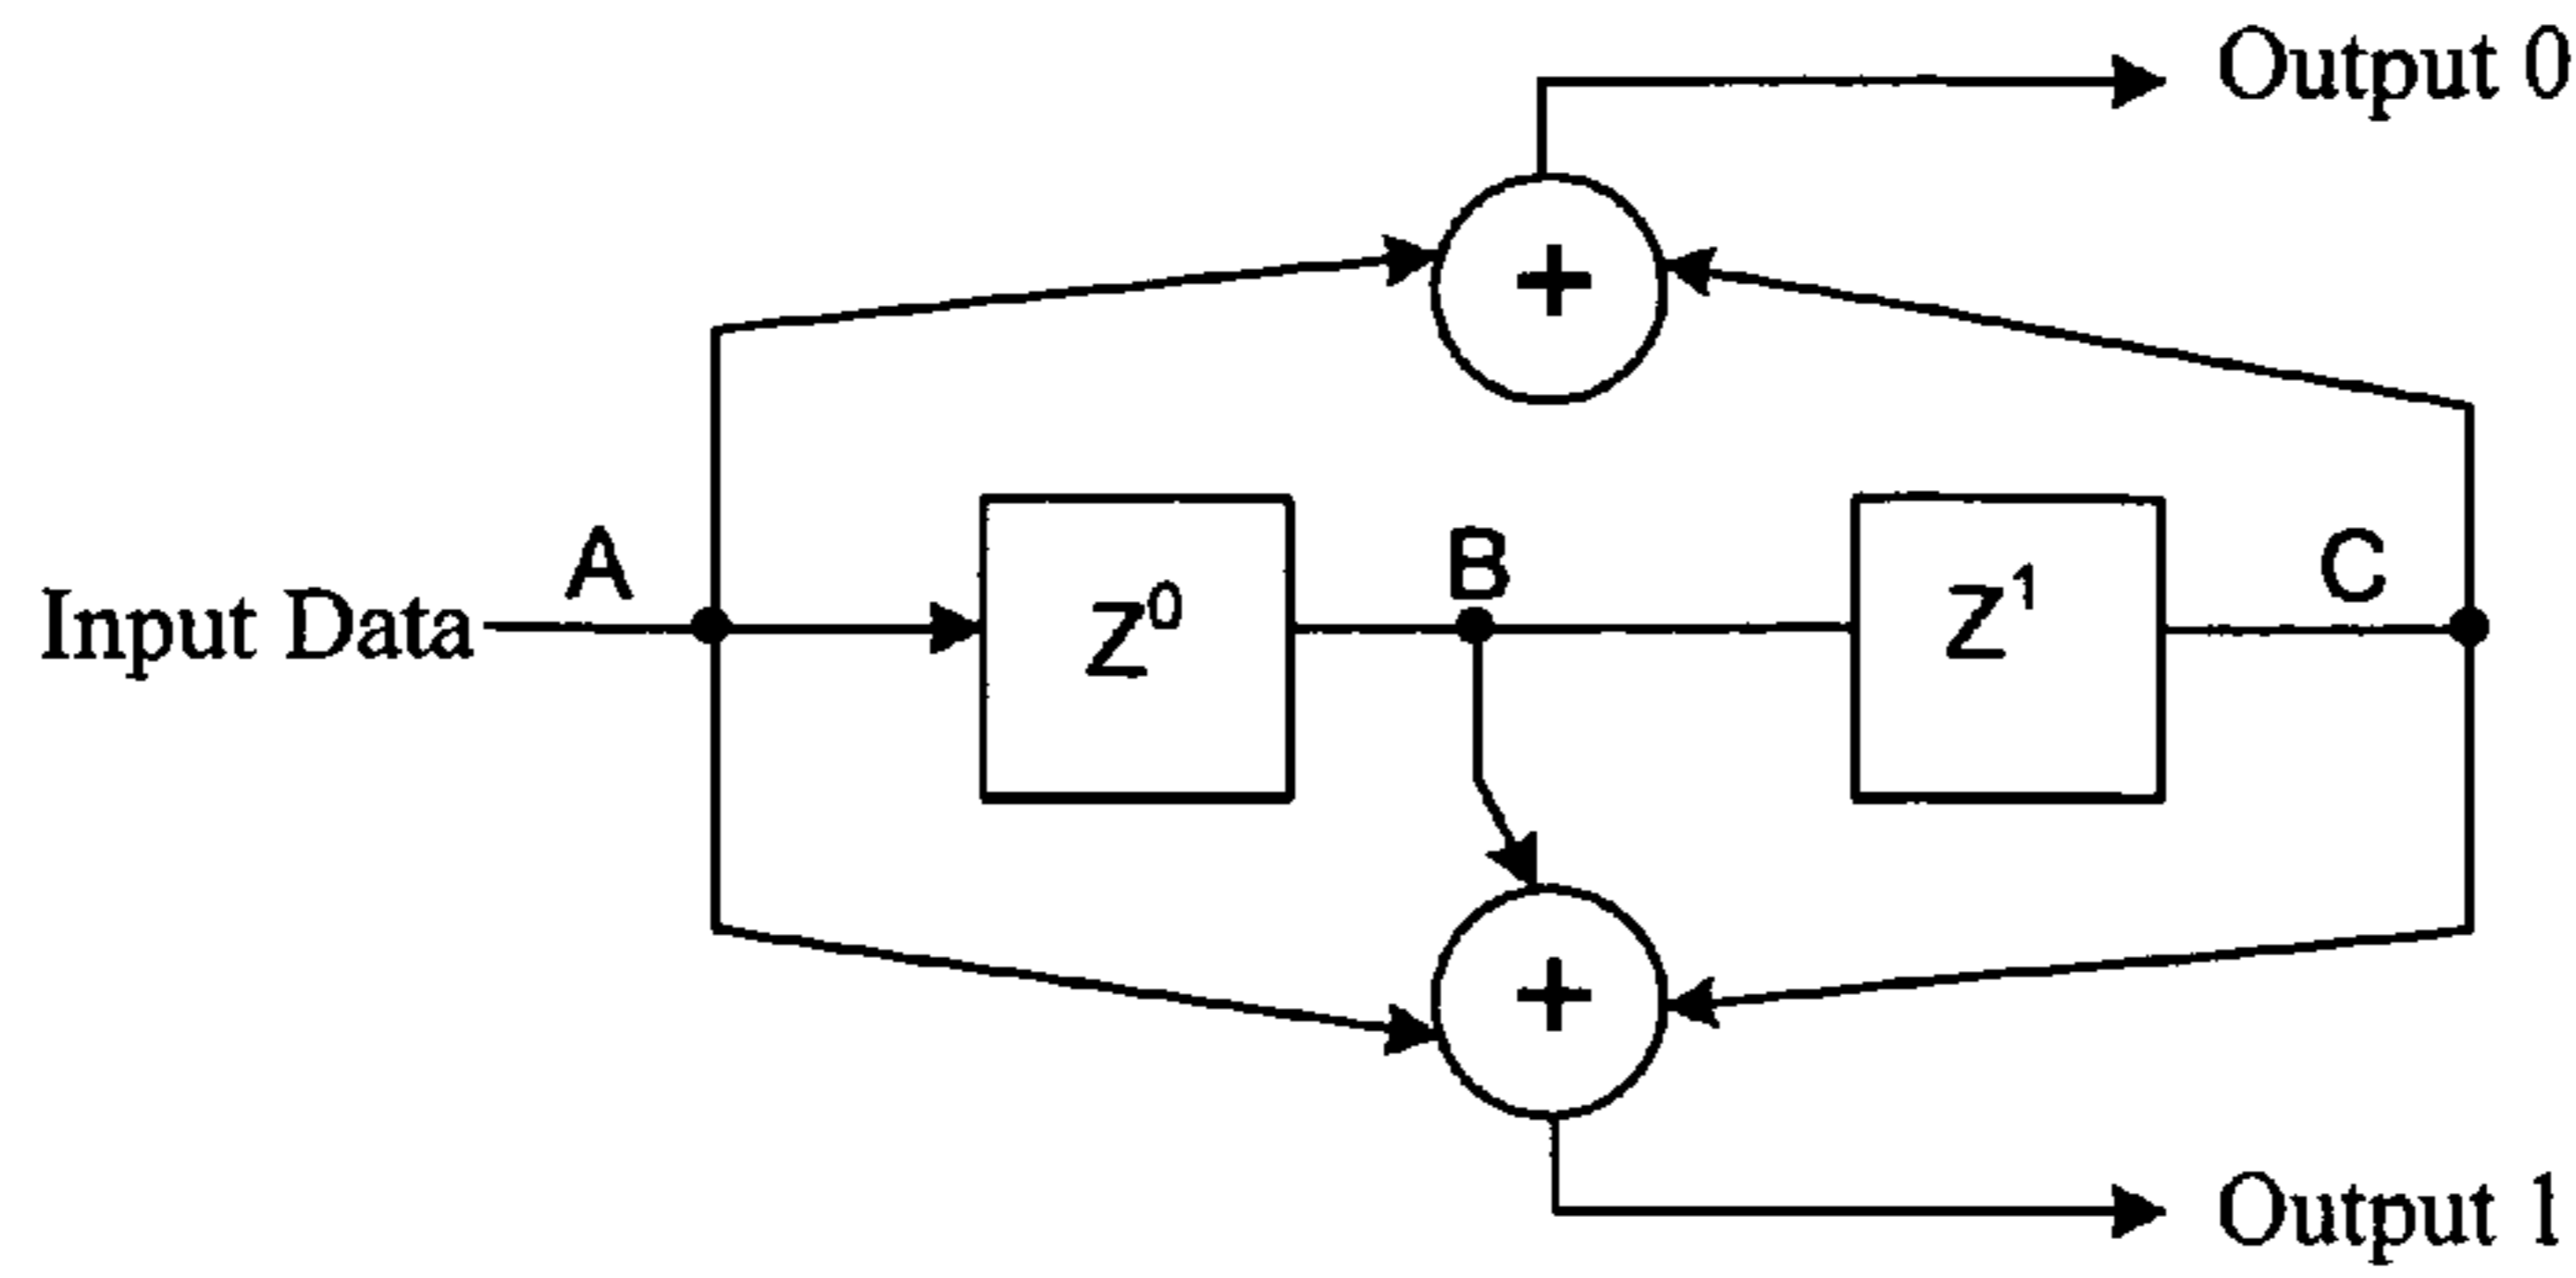 Output 0
+
A
B
C
Input Data
Z⁰
Z¹
+
Output 1